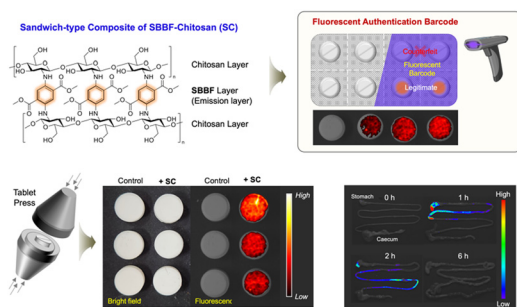 Sandwich-type Composite of SBBF-Chitosan (SC)
Chitosan Layer
SBBF Layer
(Emission layer)
Chitosan Layer
Fluorescent Authentication Barcode
Counterfeit
Fluorescent
Barcode
Legitimate
Tablet
Press
Control
+ SC
Control
+ SC
Bright field
Fluorescenc
High
Low
Stomach
0 h
1 h
Caecum
2 h
6 h
High
Low